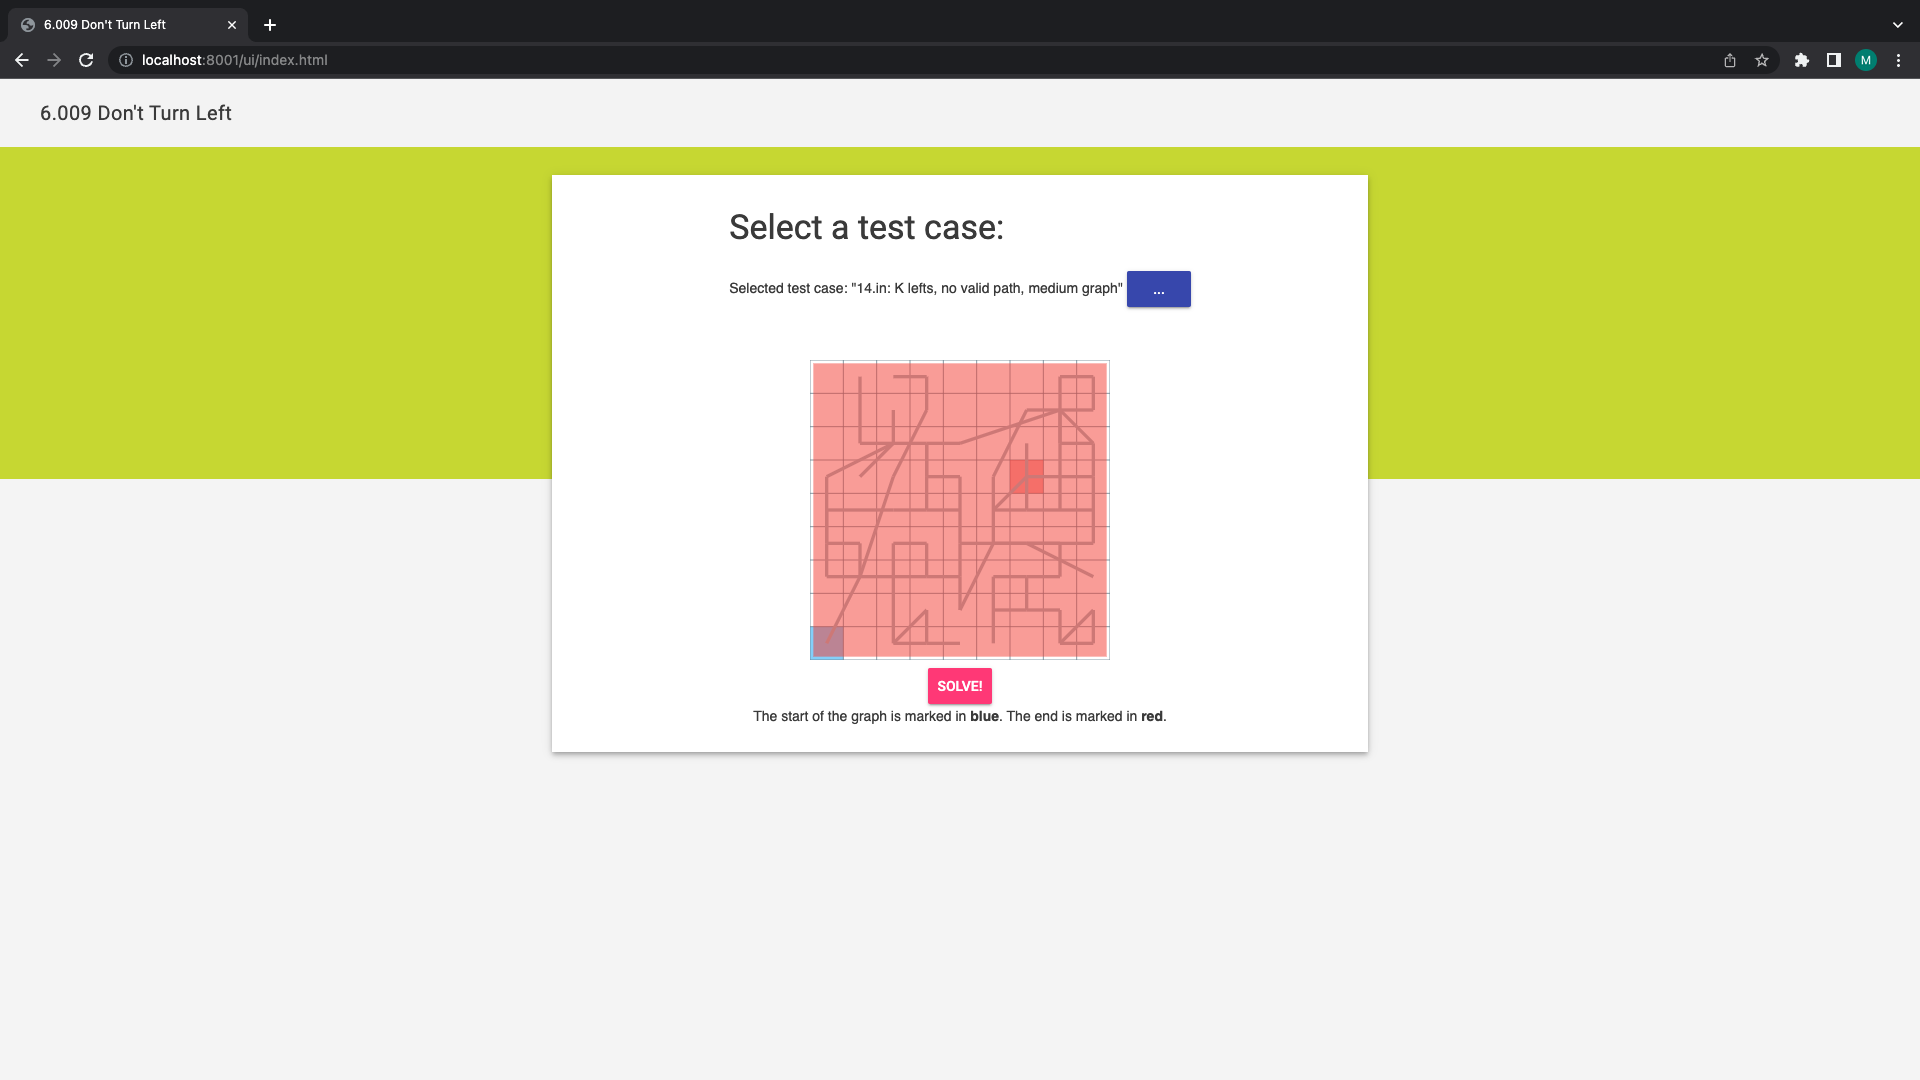 6.009 Don't Turn Left
localhost:8001/ui/index.html
M
6.009 Don't Turn Left
Select a test case:
Selected test case: "14.in: K lefts, no valid path, medium graph" ...
SOLVE!
The start of the graph is marked in blue. The end is marked in red.